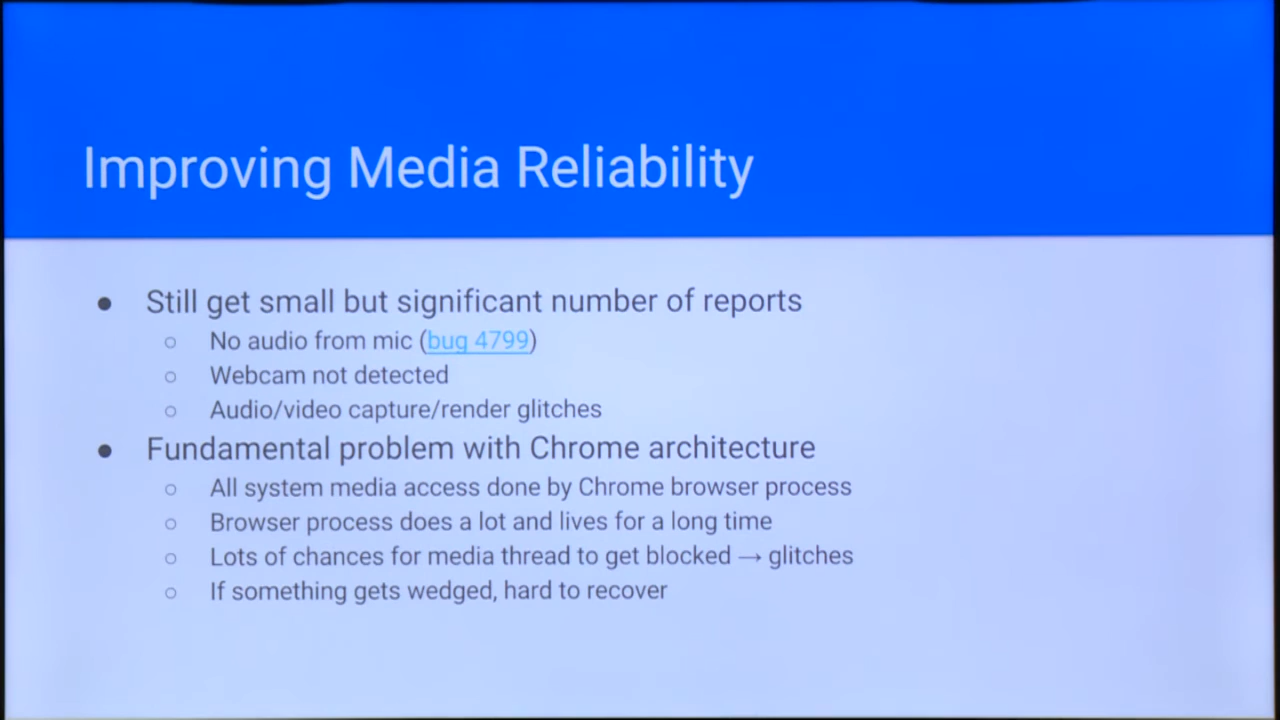 Improving Media Reliability
● Still get small but significant number of reports
○ No audio from mic (bug 4799)
○ Webcam not detected
○ Audio/video capture/render glitches
● Fundamental problem with Chrome architecture
○ All system media access done by Chrome browser process
○ Browser process does a lot and lives for a long time
○ Lots of chances for media thread to get blocked → glitches
○ If something gets wedged, hard to recover